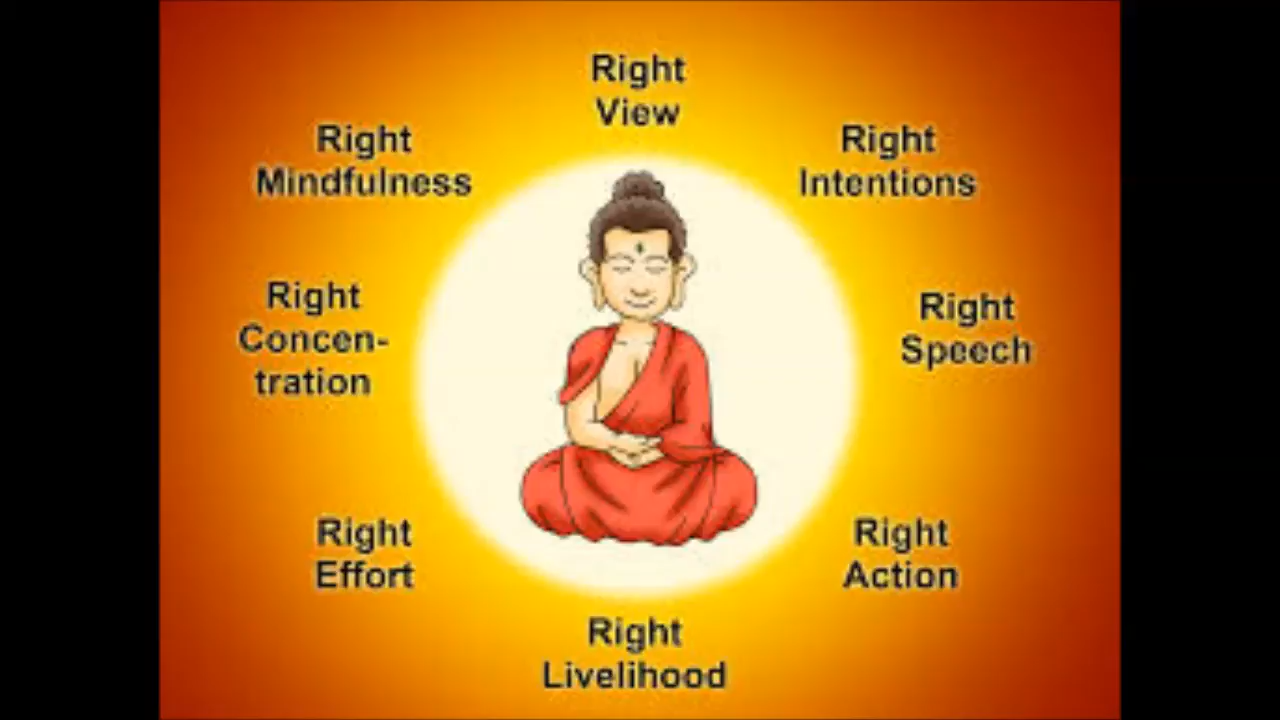 Right
View
Right
Intentions
Right
Speech
Right
Action
Right
Livelihood
Right
Effort
Right
Concen-
tration
Right
Mindfulness